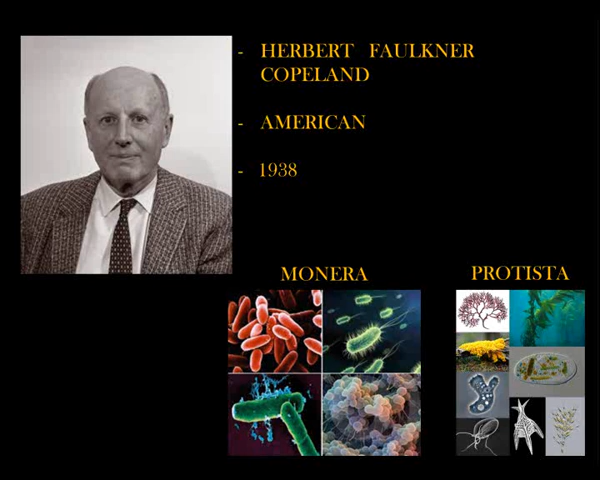 - HERBERT FAULKNER
COPELAND
- AMERICAN
- 1938
MONERA
PROTISTA